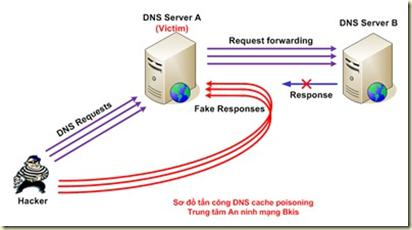 DNS Server A
(Victim)
DNS Server B
Request forwarding
Response
Fake Responses
DNS Requests
Hacker
Sơ đồ tấn công DNS cache poisoning
Trung tâm An ninh mạng Bkis